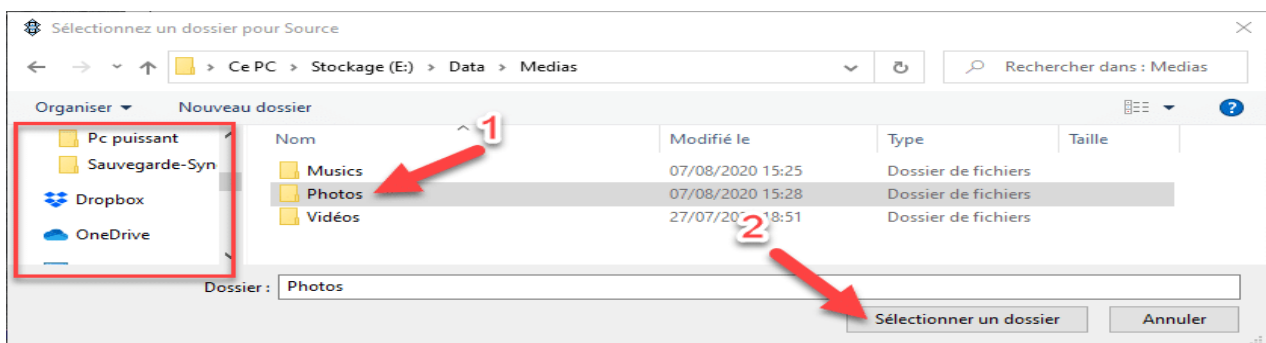 Sélectionnez un dossier pour Source
Ce PC > Stockage (E:) > Data > Medias
Rechercher dans : Medias
Organiser Nouveau dossier
Pc puissant
Sauvegarde-Syn
Dropbox
OneDrive
Nom Modifié le Type Taille
1
Musics 07/08/2020 15:25 Dossier de fichiers
Photos 07/08/2020 15:28 Dossier de fichiers
Vidéos 18:51 Dossier de fichiers
2
Dossier : Photos
Sélectionner un dossier Annuler